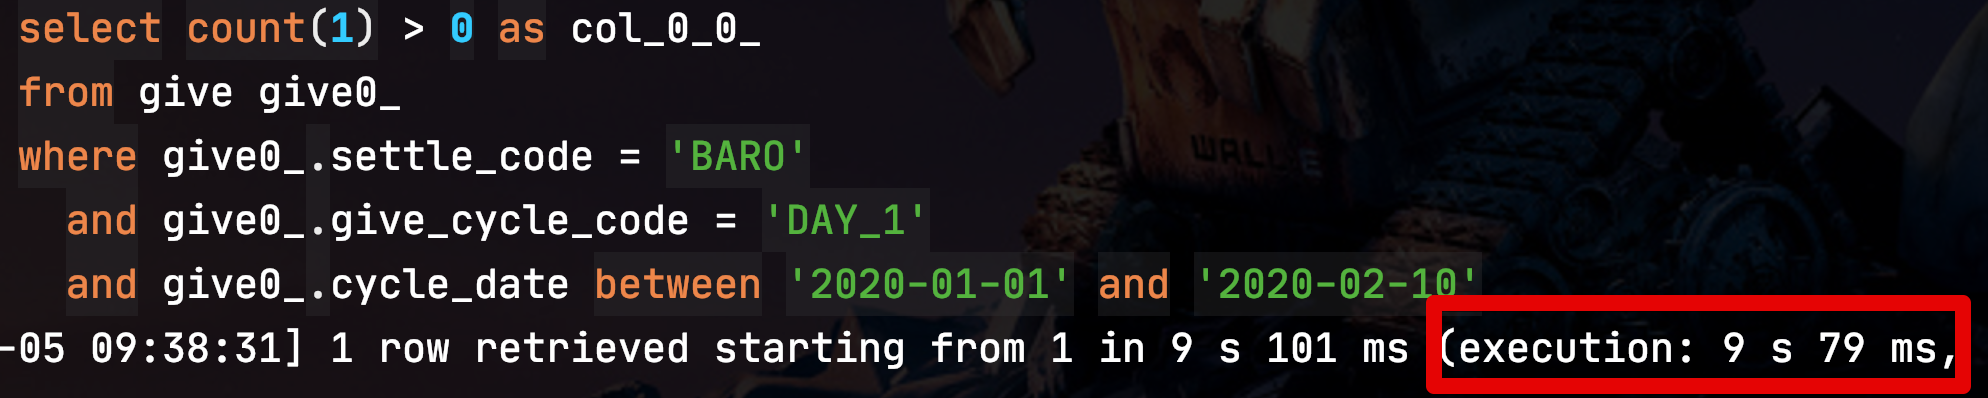 select count(1) > 0 as col_0_0_
from give give0_
where give0_.settle_code = 'BARO'
and give0_.give_cycle_code = 'DAY_1'
and give0_.cycle_date between '2020-01-01' and '2020-02-10'
-05 09:38:31] 1 row retrieved starting from 1 in 9 s 101 ms (execution: 9 s 79 ms,
WALL·E